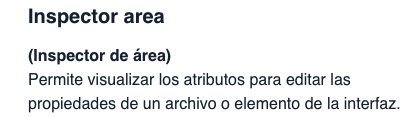 Inspector area
(Inspector de área)
Permite visualizar los atributos para editar las
propiedades de un archivo o elemento de la interfaz.